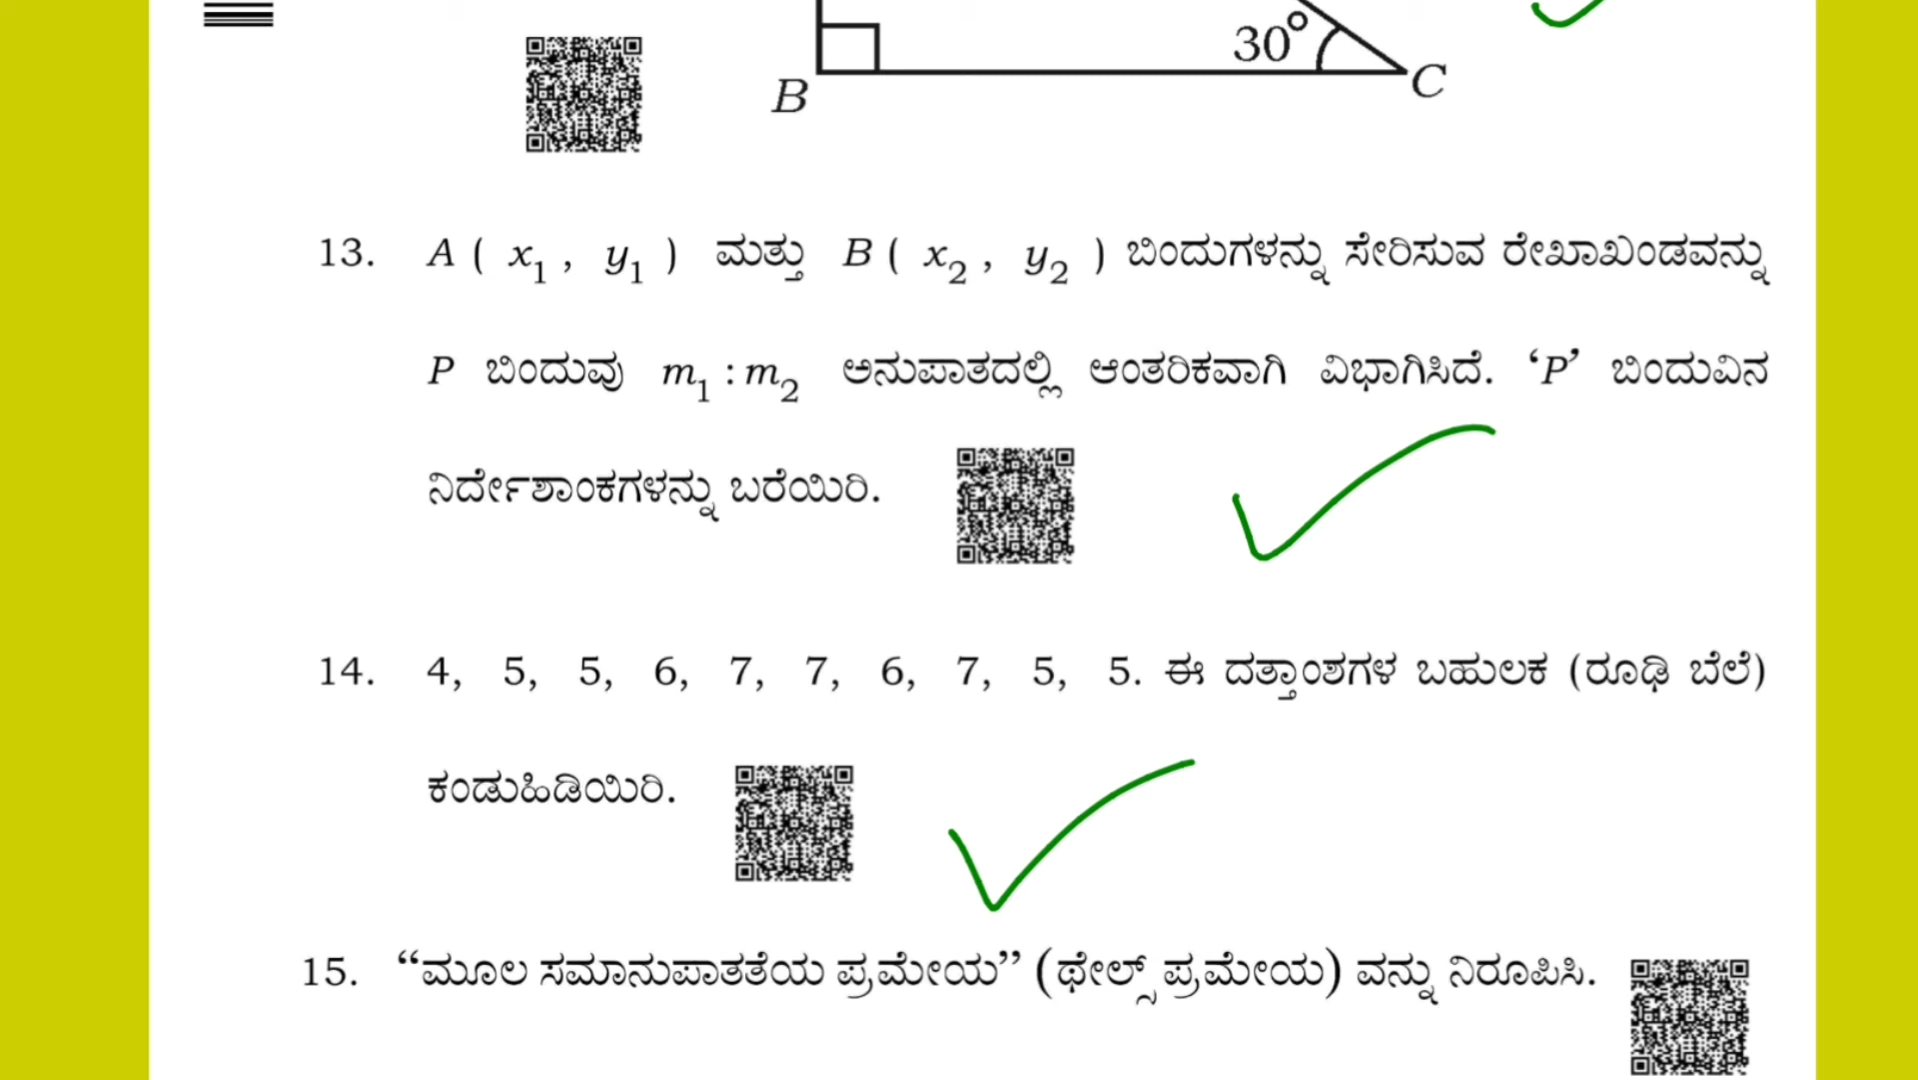 30°
B
C
13. A ( x₁ , y₁ ) ಮತ್ತು B ( x₂ , y₂ ) ಬಿಂದುಗಳನ್ನು ಸೇರಿಸುವ ರೇಖಾಖಂಡವನ್ನು
P ಬಿಂದುವು m₁ : m₂ ಅನುಪಾತದಲ್ಲಿ ಆಂತರಿಕವಾಗಿ ವಿಭಾಗಿಸಿದೆ. ‘P’ ಬಿಂದುವಿನ
ನಿರ್ದೇಶಾಂಕಗಳನ್ನು ಬರೆಯಿರಿ.
14. 4, 5, 5, 6, 7, 7, 6, 7, 5, 5. ಈ ದತ್ತಾಂಶಗಳ ಬಹುಲಕ (ರೂಢಿ ಬೆಲೆ)
ಕಂಡುಹಿಡಿಯಿರಿ.
15. “ಮೂಲ ಸಮಾನುಪಾತತೆಯ ಪ್ರಮೇಯ” (ಥೇಲ್ಸ್ ಪ್ರಮೇಯ) ವನ್ನು ನಿರೂಪಿಸಿ.